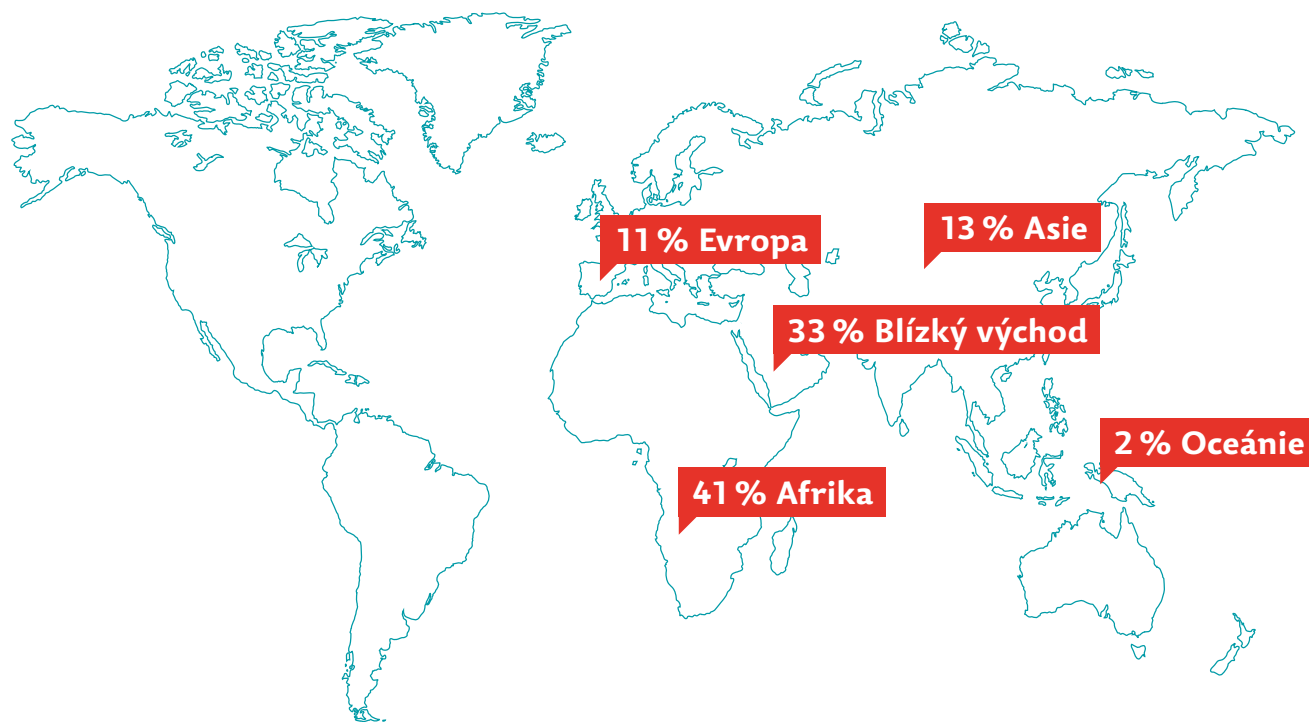 11 % Evropa
13 % Asie
33 % Blízký východ
2 % Oceánie
41 % Afrika